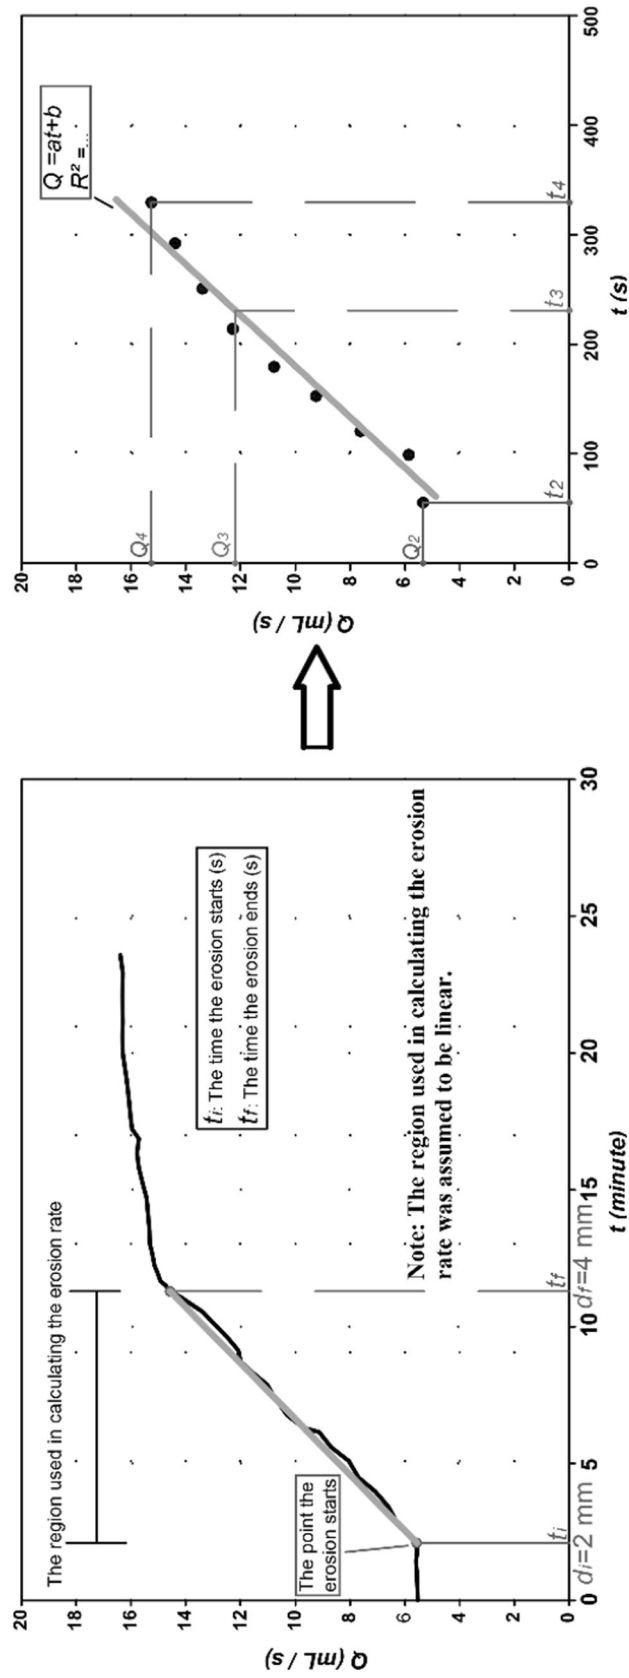 20
18
16
14
12
10
8
6
4
2
0
Q (mL / s)
0
5
10
15
20
25
30
t (minute)
The region used in calculating the erosion rate
The point the
erosion starts
ti: The time the erosion starts (s)
tf: The time the erosion ends (s)
Note: The region used in calculating the erosion
rate was assumed to be linear.
ti
di=2 mm
tf
df=4 mm
20
18
16
14
12
10
8
6
4
2
0
Q (mL / s)
0
100
200
300
400
500
t (s)
Q4
Q3
Q2
t2
t3
t4
Q =at+b
R² =...